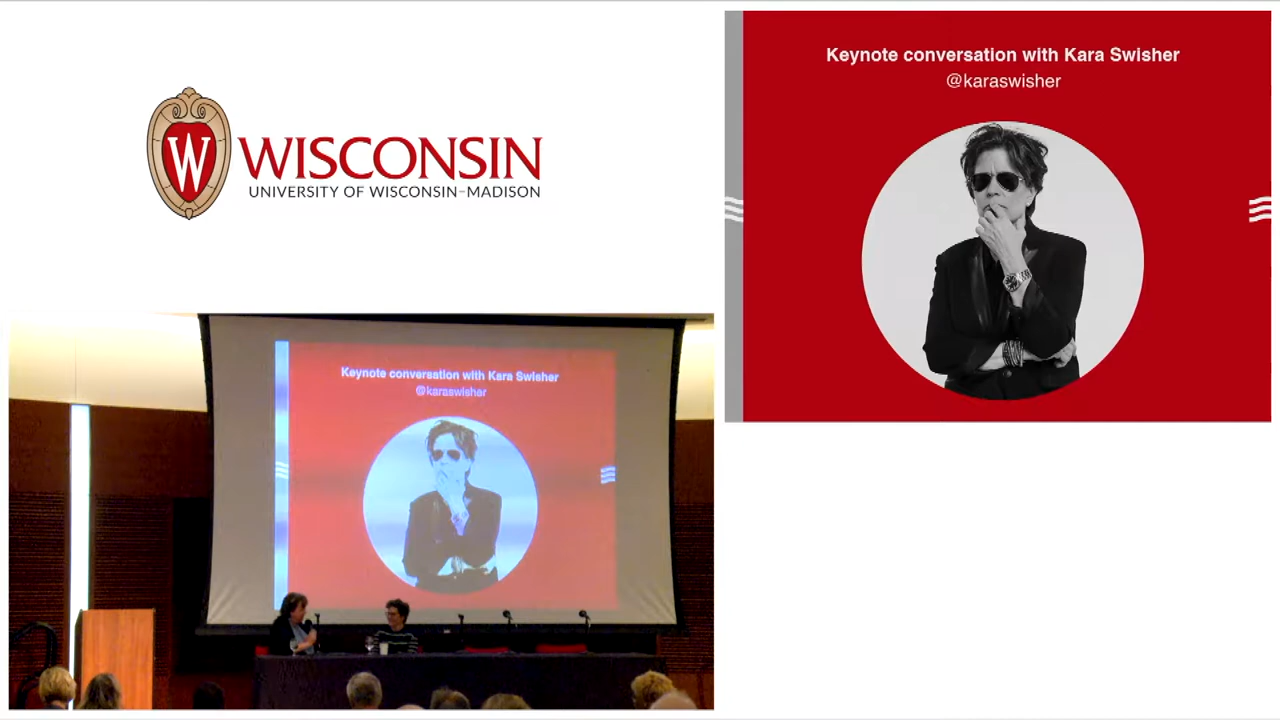 W
WISCONSIN
UNIVERSITY OF WISCONSIN–MADISON
Keynote conversation with Kara Swisher
@karaswisher
Keynote conversation with Kara Swisher
@karaswisher